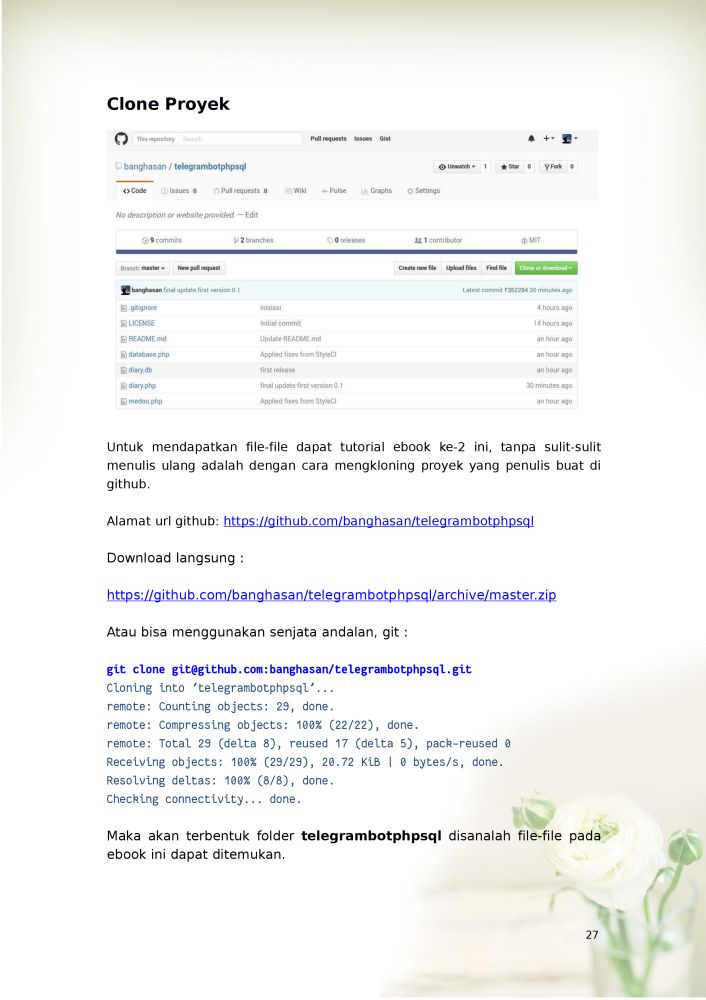 Clone Proyek
This repository Search Pull requests Issues Gist
banghasan / telegrambotphpsql Unwatch 1 Star 0 Fork 0
Code Issues 0 Pull requests 0 Wiki Pulse Graphs Settings
No description or website provided. — Edit
9 commits 2 branches 0 releases 1 contributor MIT
Branch: master New pull request Create new file Upload files Find file Clone or download
banghasan final update first version 0.1 Latest commit f352204 30 minutes ago
.gitignore inisiasi 4 hours ago
LICENSE Initial commit 14 hours ago
README.md Update README.md an hour ago
database.php Applied fixes from StyleCI an hour ago
diary.db first release an hour ago
diary.php final update first version 0.1 30 minutes ago
medoo.php Applied fixes from StyleCI an hour ago
Untuk mendapatkan file-file dapat tutorial ebook ke-2 ini, tanpa sulit-sulit
menulis ulang adalah dengan cara mengkloning proyek yang penulis buat di
github.
Alamat url github: https://github.com/banghasan/telegrambotphpsql
Download langsung :
https://github.com/banghasan/telegrambotphpsql/archive/master.zip
Atau bisa menggunakan senjata andalan, git :
git clone git@github.com:banghasan/telegrambotphpsql.git
Cloning into ’telegrambotphpsql’...
remote: Counting objects: 29, done.
remote: Compressing objects: 100% (22/22), done.
remote: Total 29 (delta 8), reused 17 (delta 5), pack-reused 0
Receiving objects: 100% (29/29), 20.72 KiB | 0 bytes/s, done.
Resolving deltas: 100% (8/8), done.
Checking connectivity... done.
Maka akan terbentuk folder telegrambotphpsql disanalah file-file pada
ebook ini dapat ditemukan.
27